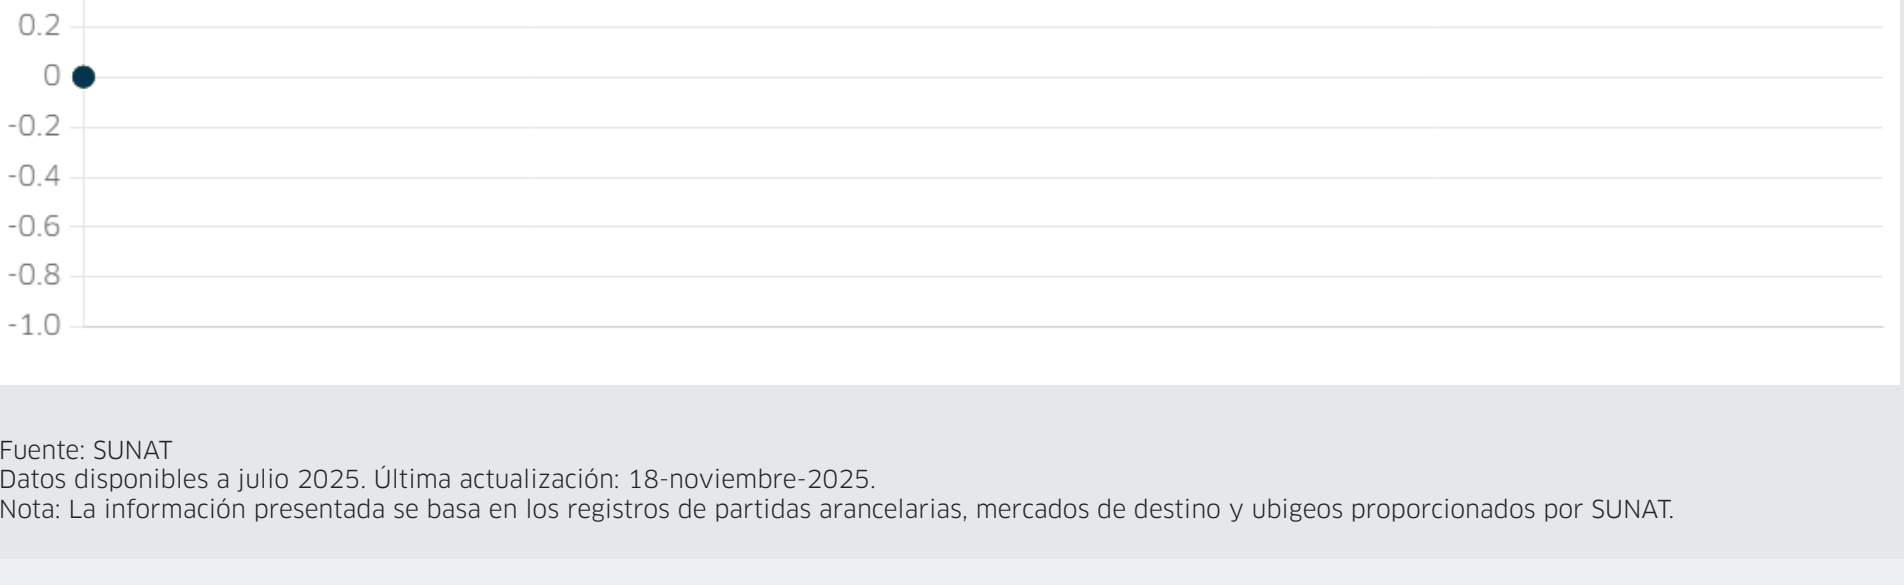 0.2
0
-0.2
-0.4
-0.6
-0.8
-1.0
Fuente: SUNAT
Datos disponibles a julio 2025. Última actualización: 18-noviembre-2025.
Nota: La información presentada se basa en los registros de partidas arancelarias, mercados de destino y ubigeos proporcionados por SUNAT.